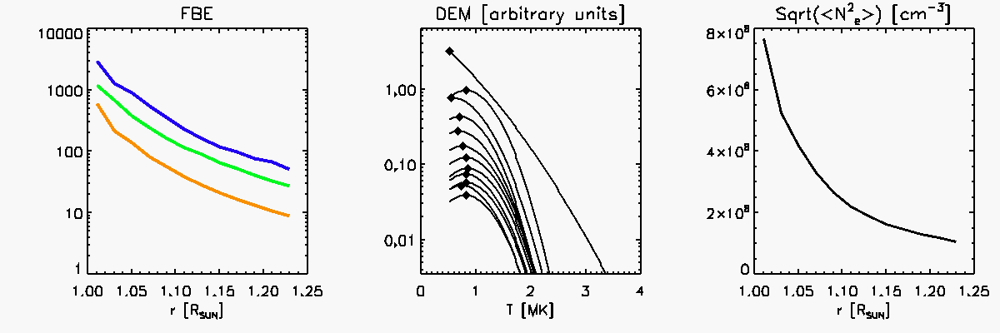 FBE
10000
1000
100
10
1
1.00 1.05 1.10 1.15 1.20 1.25
r [R_SUN]
DEM [arbitrary units]
1.00
0.10
0.01
0 1 2 3 4
T [MK]
Sqrt(<N²ₑ>) [cm⁻³]
8×10⁸
6×10⁸
4×10⁸
2×10⁸
0
1.00 1.05 1.10 1.15 1.20 1.25
r [R_SUN]